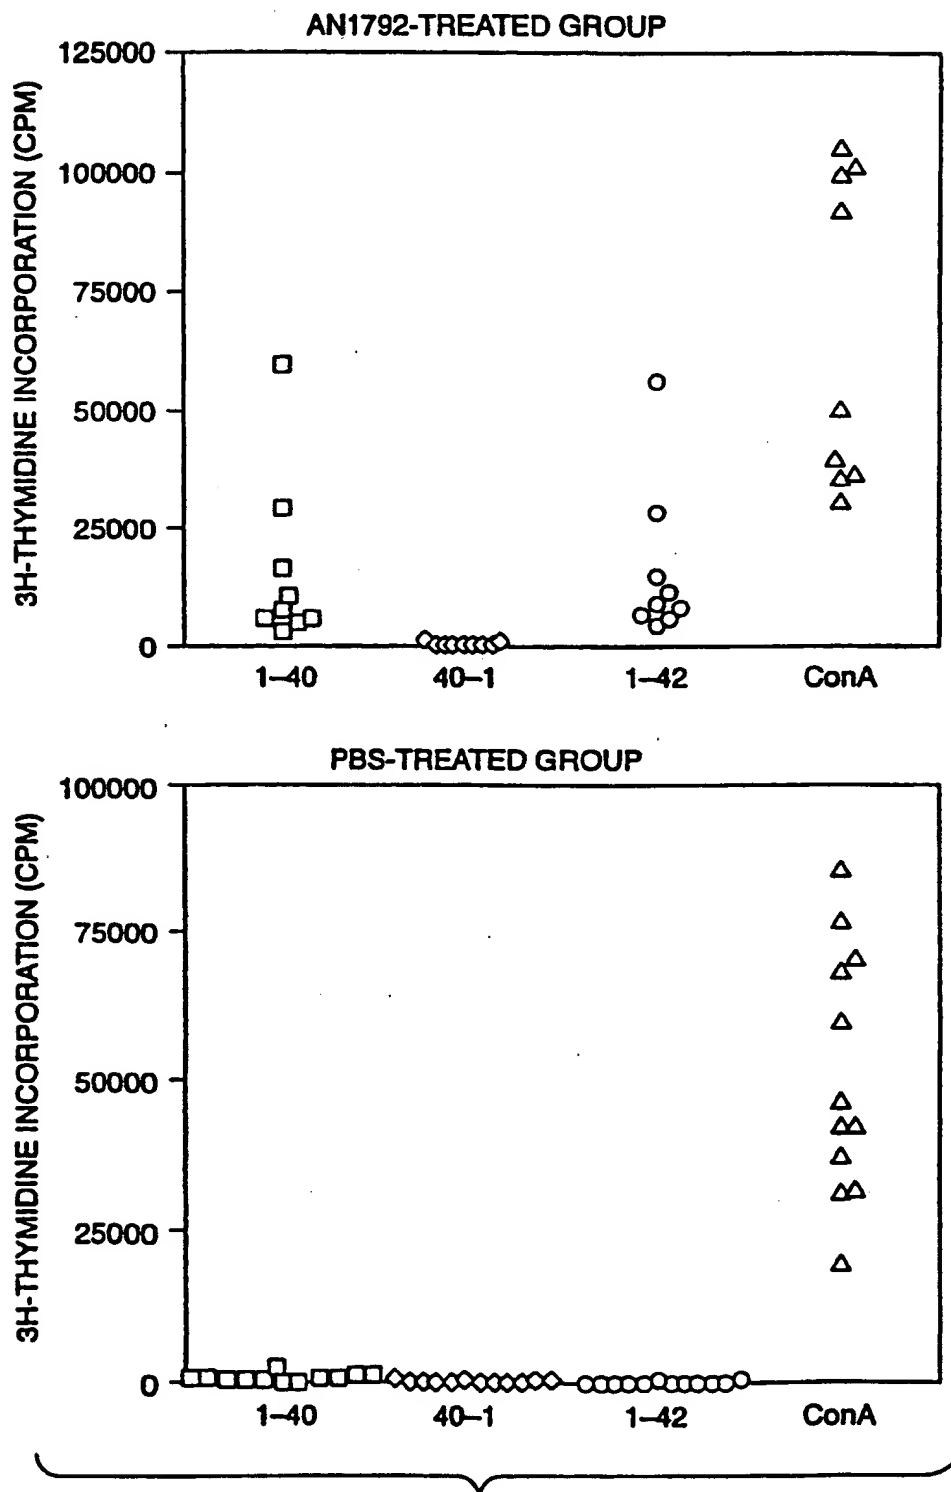 AN1792-TREATED GROUP
3H-THYMIDINE INCORPORATION (CPM)
125000
100000
75000
50000
25000
0
1–40
40–1
1–42
ConA
PBS-TREATED GROUP
3H-THYMIDINE INCORPORATION (CPM)
100000
75000
50000
25000
0
1–40
40–1
1–42
ConA